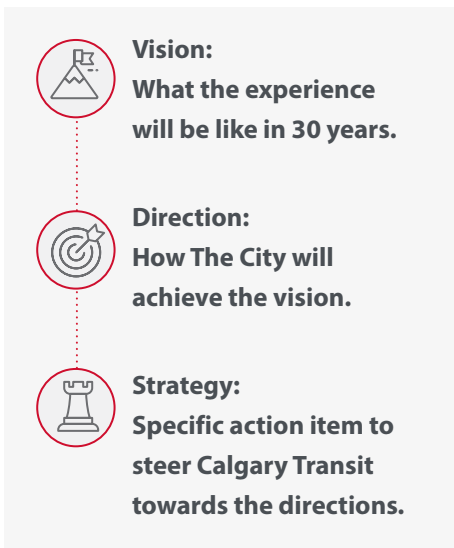 Vision:
What the experience
will be like in 30 years.
Direction:
How The City will
achieve the vision.
Strategy:
Specific action item to
steer Calgary Transit
towards the directions.